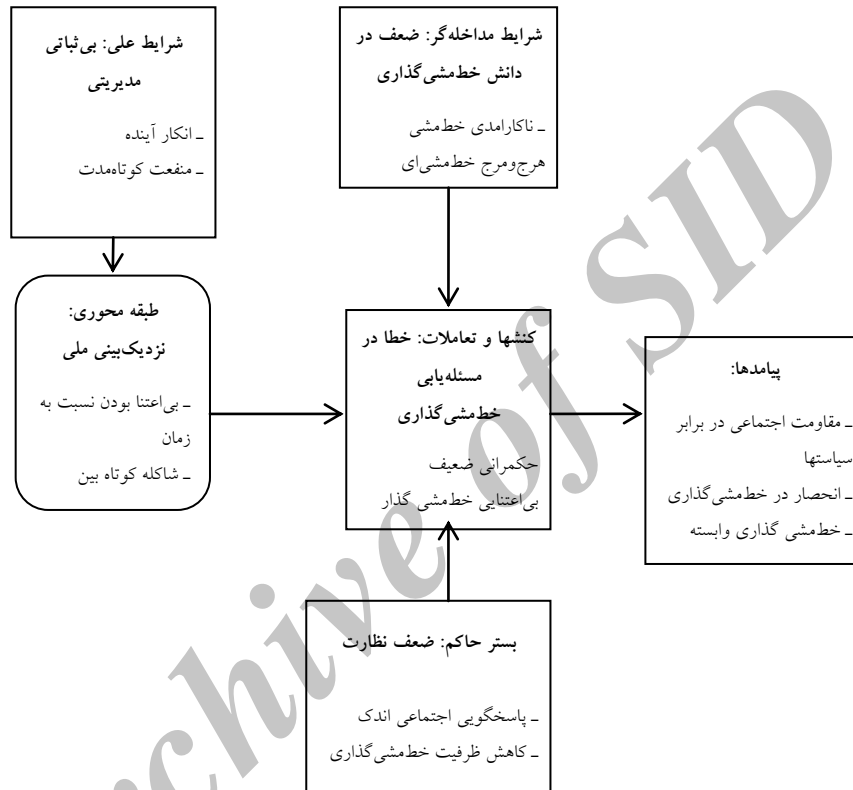 شرایط علی: بی‌ثباتی
مدیریتی
ـ انکار آینده
ـ منفعت کوتاه‌مدت
شرایط مداخله‌گر: ضعف در
دانش خط‌مشی‌گذاری
ـ ناکارامدی خط‌مشی
هرج‌ومرج خط‌مشی‌ای
طبقه محوری:
نزدیک‌بینی ملی
ـ بی‌اعتنا بودن نسبت به
زمان
ـ شاکله کوتاه بین
کنشها و تعاملات: خطا در
مسئله‌یابی
خط‌مشی‌گذاری
حکمرانی ضعیف
بی‌اعتنایی خط‌مشی گذار
پیامدها:
ـ مقاومت اجتماعی در برابر
سیاستها
ـ انحصار در خط‌مشی‌گذاری
ـ خط‌مشی گذاری وابسته
بستر حاکم: ضعف نظارت
ـ پاسخگویی اجتماعی اندک
ـ کاهش ظرفیت خط‌مشی‌گذاری
rchive of SID